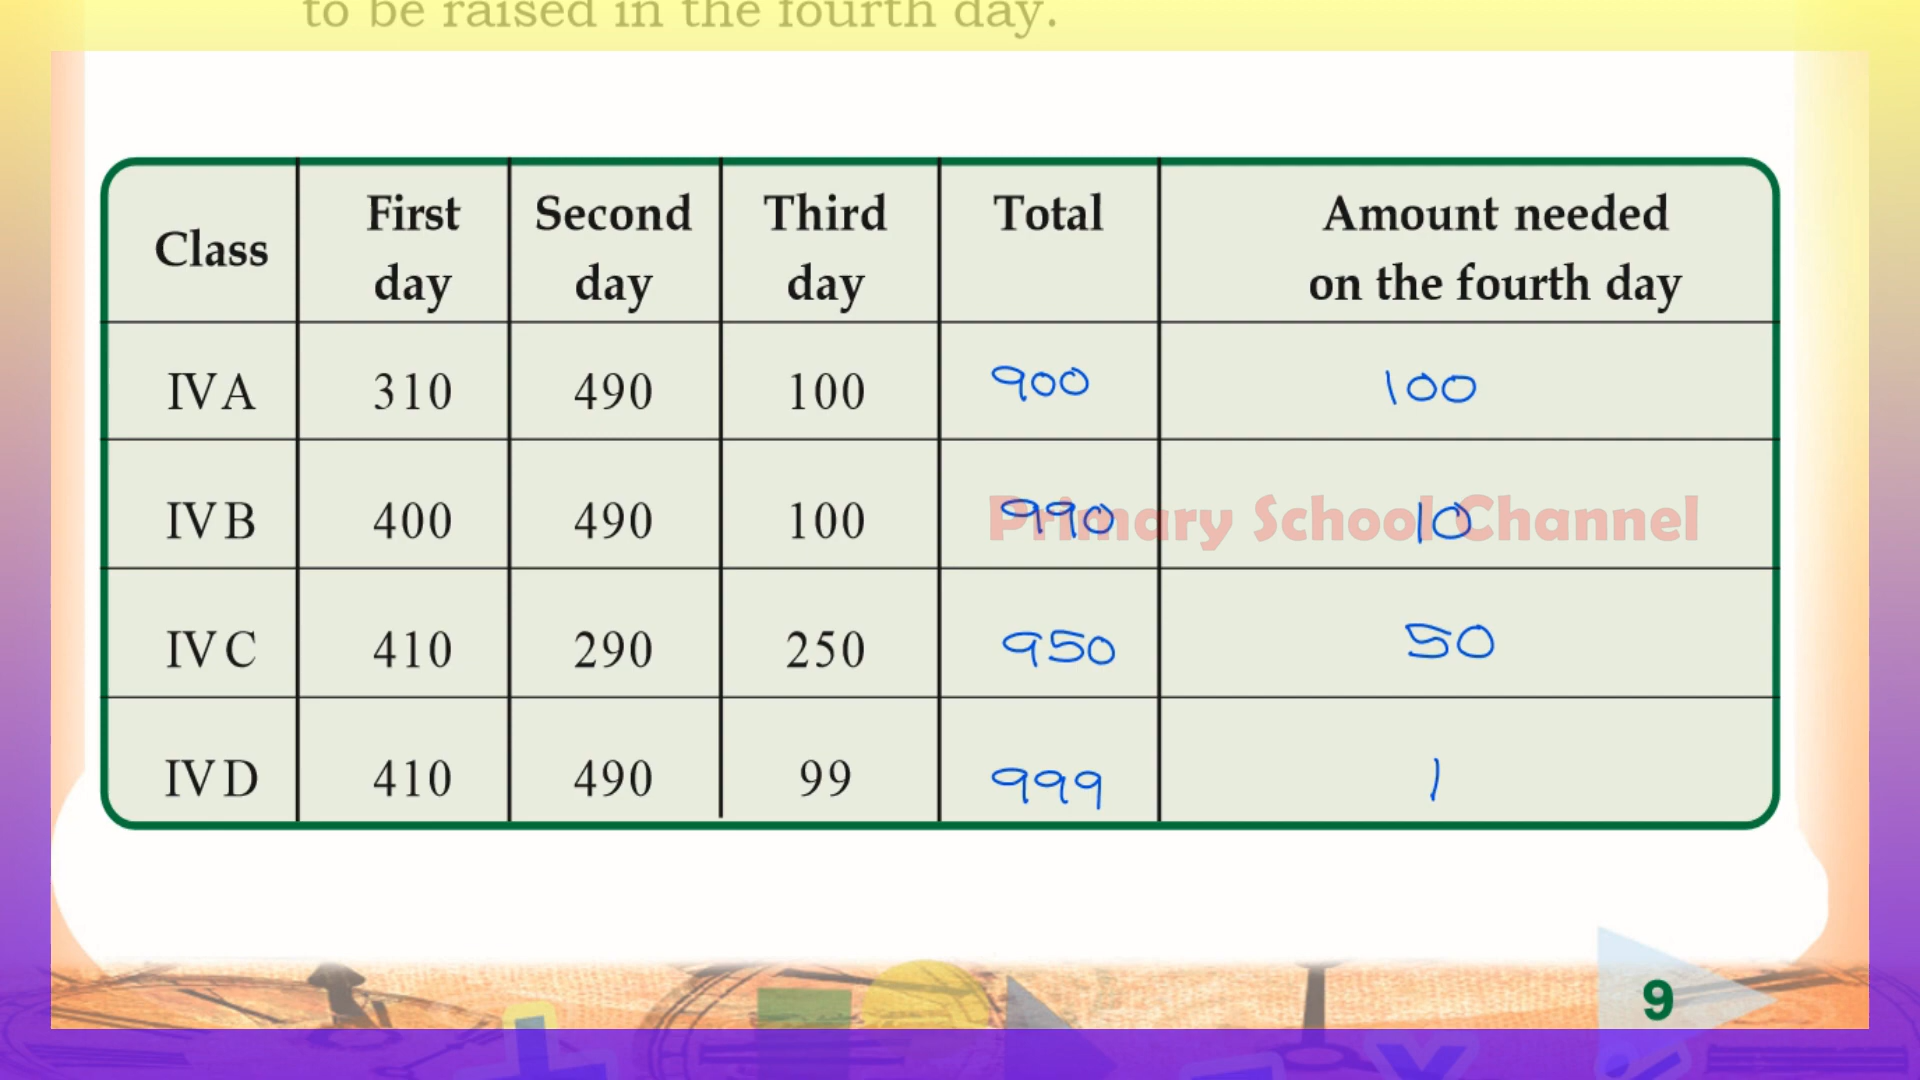 to be raised in the fourth day.
Class First day Second day Third day Total Amount needed on the fourth day
IV A 310 490 100 900 100
IV B 400 490 100 990 10
IV C 410 290 250 950 50
IV D 410 490 99 999 1
Primary School Channel
9